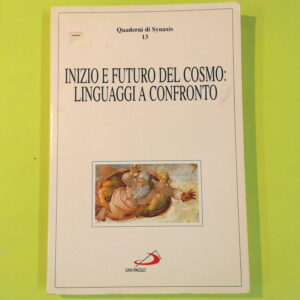 Quaderni di Synaxis
13
INIZIO E FUTURO DEL COSMO:
LINGUAGGI A CONFRONTO
SAN PAOLO